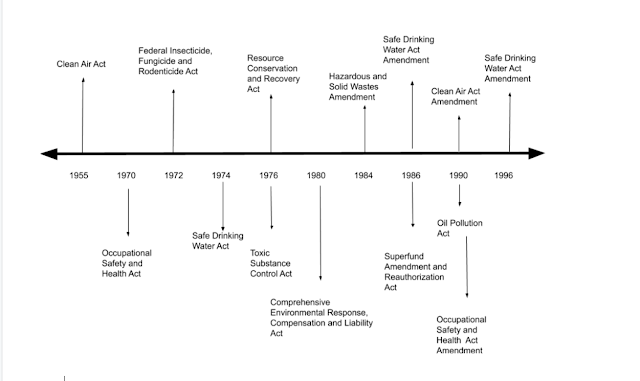 Clean Air Act
Federal Insecticide,
Fungicide and
Rodenticide Act
Resource
Conservation
and Recovery
Act
Hazardous and
Solid Wastes
Amendment
Safe Drinking
Water Act
Amendment
Clean Air Act
Amendment
Safe Drinking
Water Act
Amendment
1955 1970 1972 1974 1976 1980 1984 1986 1990 1996
Occupational
Safety and
Health Act
Safe Drinking
Water Act
Toxic
Substance
Control Act
Comprehensive
Environmental Response,
Compensation and Liability
Act
Superfund
Amendment and
Reauthorization
Act
Oil Pollution
Act
Occupational
Safety and
Health Act
Amendment